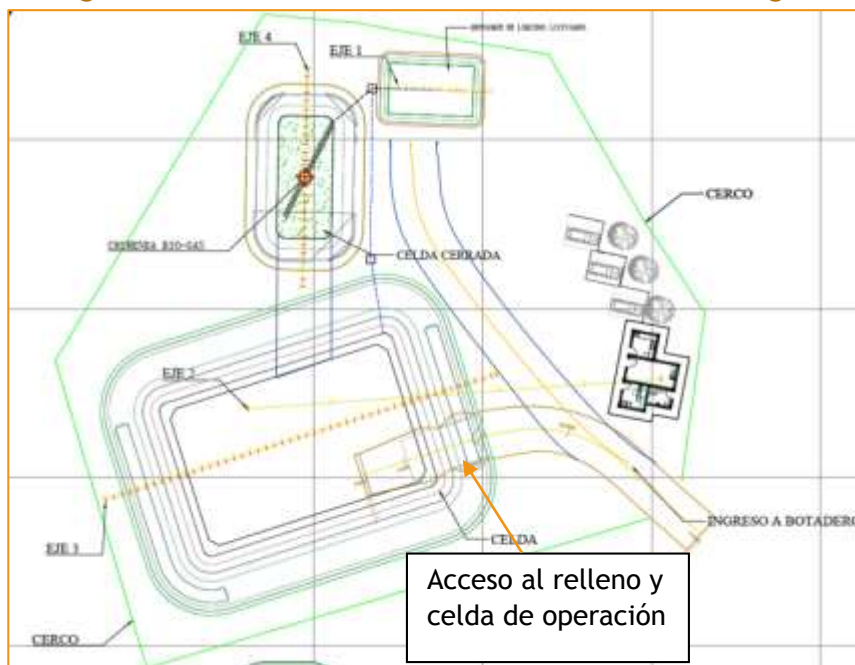 EJE 4
EJE 1
CERCO
CELDA CERRADA
EJE 2
EJE 3
CELDA
INGRESO A BOTADERO
CERCO
Acceso al relleno y
celda de operación